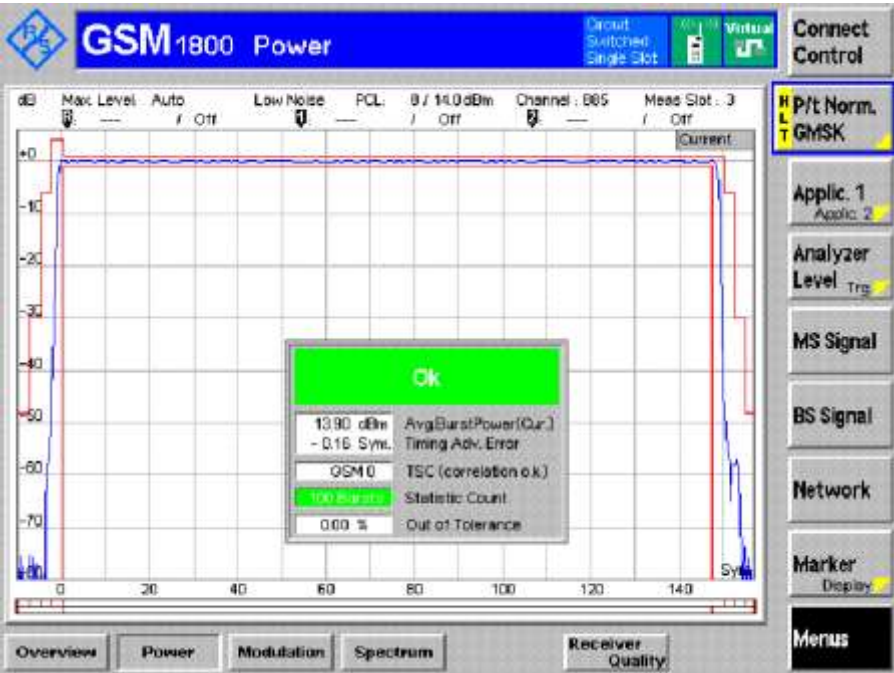 R&S
GSM 1800 Power
Circuit
Switched
Single Slot
Virtual
Connect
Control
dB Max. Level: Auto Low Noise PCL: 8 / 14.0 dBm Channel : 885 Meas Slot : 3
--- / Off --- / Off --- / Off
Current
H
L
T
P/t Norm.
GMSK
Applic. 1
Applic. 2
Analyzer
Level Trg
MS Signal
BS Signal
Network
Marker
Display
Menus
+0
-10
-20
-30
-40
-50
-60
-70
-80
Ok
13.90 dBm Avg.BurstPower(Cur.)
- 0.16 Sym. Timing Adv. Error
GSM 0 TSC (correlation o.k.)
100 Bursts Statistic Count
0.00 % Out of Tolerance
0 20 40 60 80 100 120 140
Overview Power Modulation Spectrum Receiver
Quality